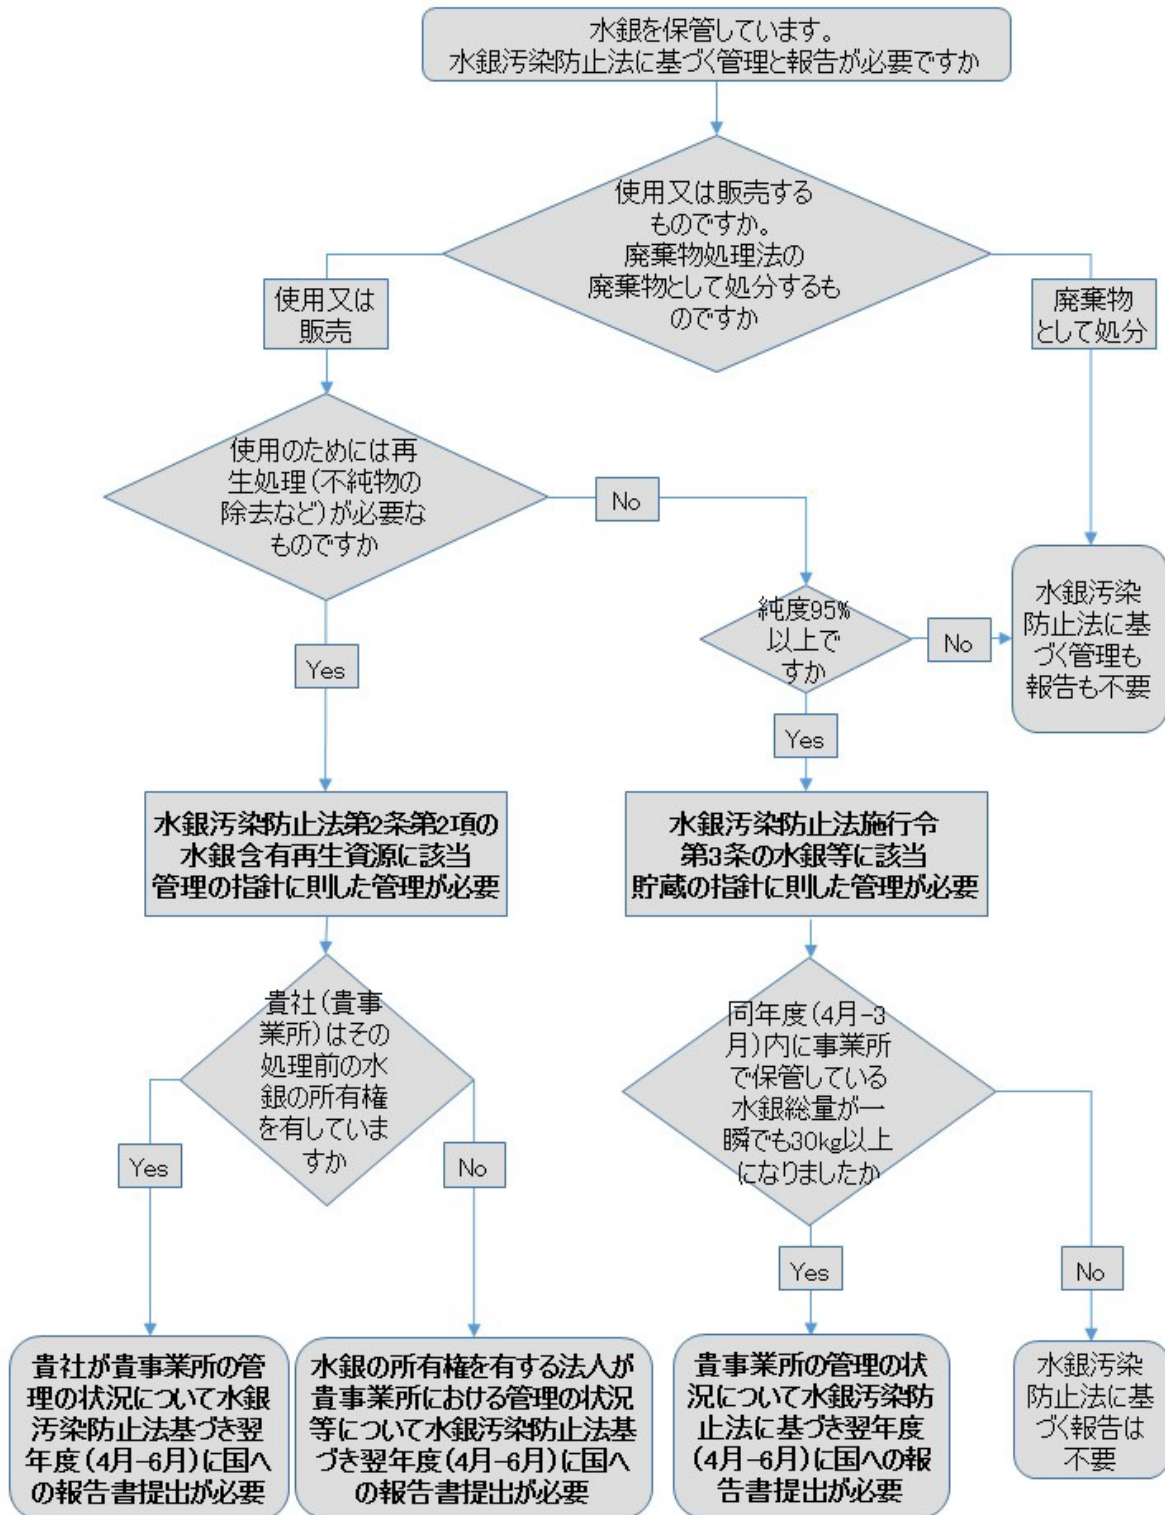 水銀を保管しています。
水銀汚染防止法に基づく管理と報告が必要ですか
使用又は販売する
ものですか。
廃棄物処理法の
廃棄物として処分するも
のですか
使用又は
販売
廃棄物
として処分
使用のためには再
生処理(不純物の
除去など)が必要な
ものですか
No
純度95%
以上で
すか
No
水銀汚染
防止法に基
づく管理も
報告も不要
Yes
Yes
水銀汚染防止法第2条第2項の
水銀含有再生資源に該当
管理の指針に則した管理が必要
水銀汚染防止法施行令
第3条の水銀等に該当
貯蔵の指針に則した管理が必要
貴社(貴事
業所)はその
処理前の水
銀の所有権
を有していま
すか
同年度(4月-3
月)内に事業所
で保管している
水銀総量が一
瞬でも30kg以上
になりましたか
Yes
No
Yes
No
貴社が貴事業所の管
理の状況について水銀
汚染防止法基づき翌
年度(4月-6月)に国へ
の報告書提出が必要
水銀の所有権を有する法人が
貴事業所における管理の状況
等について水銀汚染防止法基
づき翌年度(4月-6月)に国へ
の報告書提出が必要
貴事業所の管理の状
況について水銀汚染防
止法に基づき翌年度
(4月-6月)に国への報
告書提出が必要
水銀汚染
防止法に基
づく報告は
不要